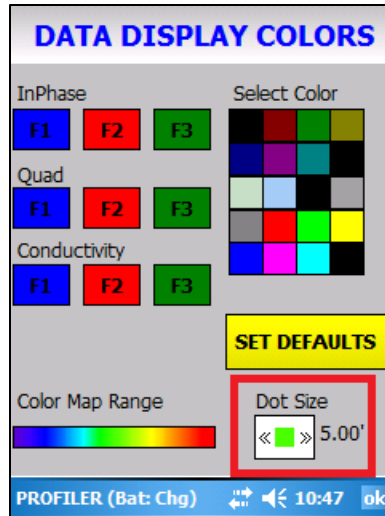 DATA DISPLAY COLORS
InPhase
Select Color
F1 F2 F3
Quad
F1 F2 F3
Conductivity
F1 F2 F3
SET DEFAULTS
Color Map Range
Dot Size
« » 5.00'
PROFILER (Bat: Chg) 10:47 ok